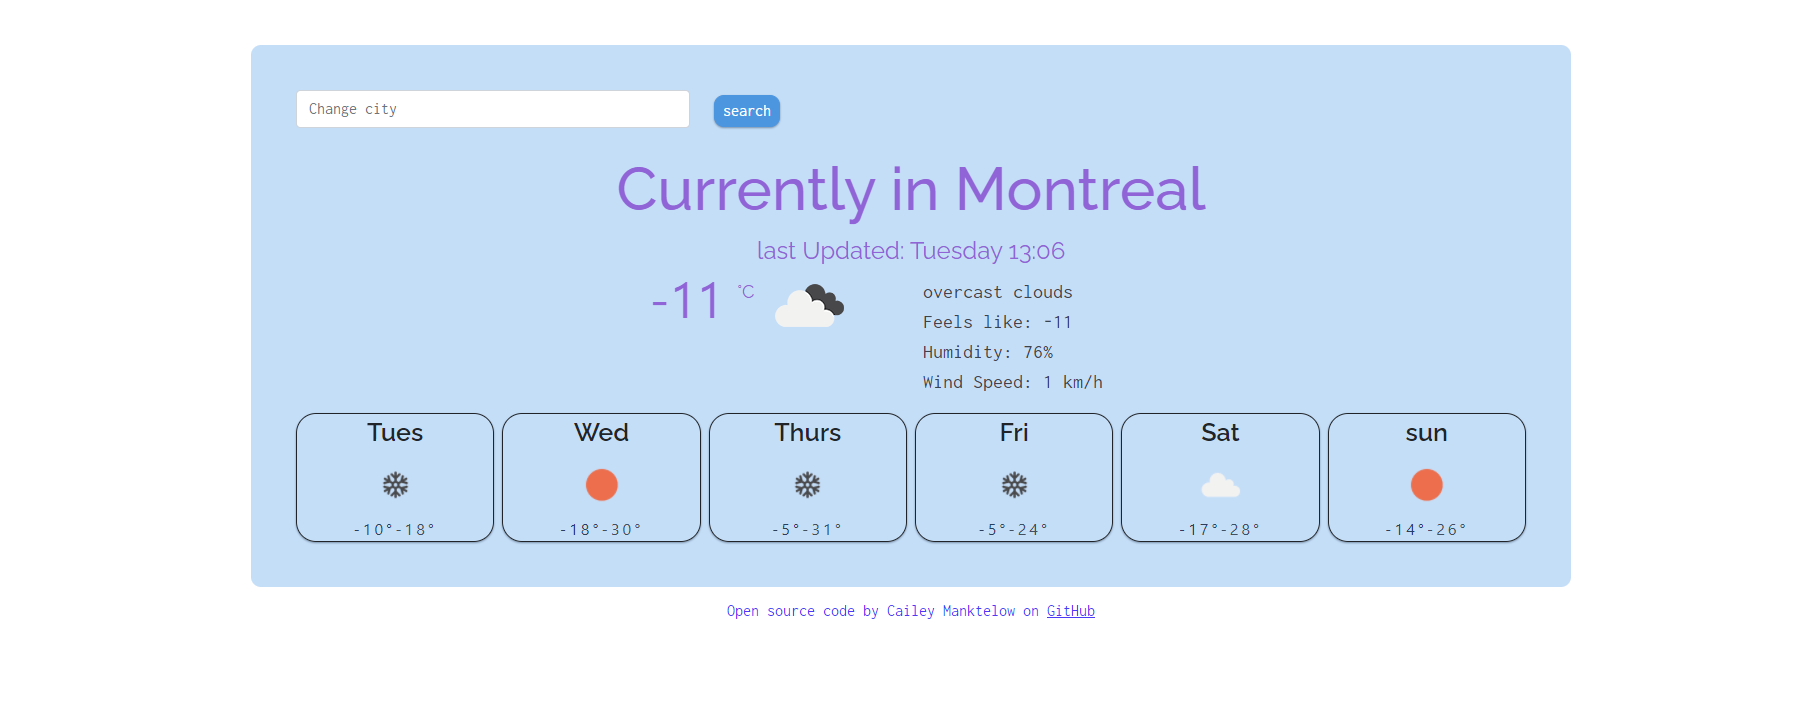 Change city
search
Currently in Montreal
last Updated: Tuesday 13:06
-11 °C
overcast clouds
Feels like: -11
Humidity: 76%
Wind Speed: 1 km/h
Tues
-10°-18°
Wed
-18°-30°
Thurs
-5°-31°
Fri
-5°-24°
Sat
-17°-28°
sun
-14°-26°
Open source code by Cailey Manktelow on GitHub